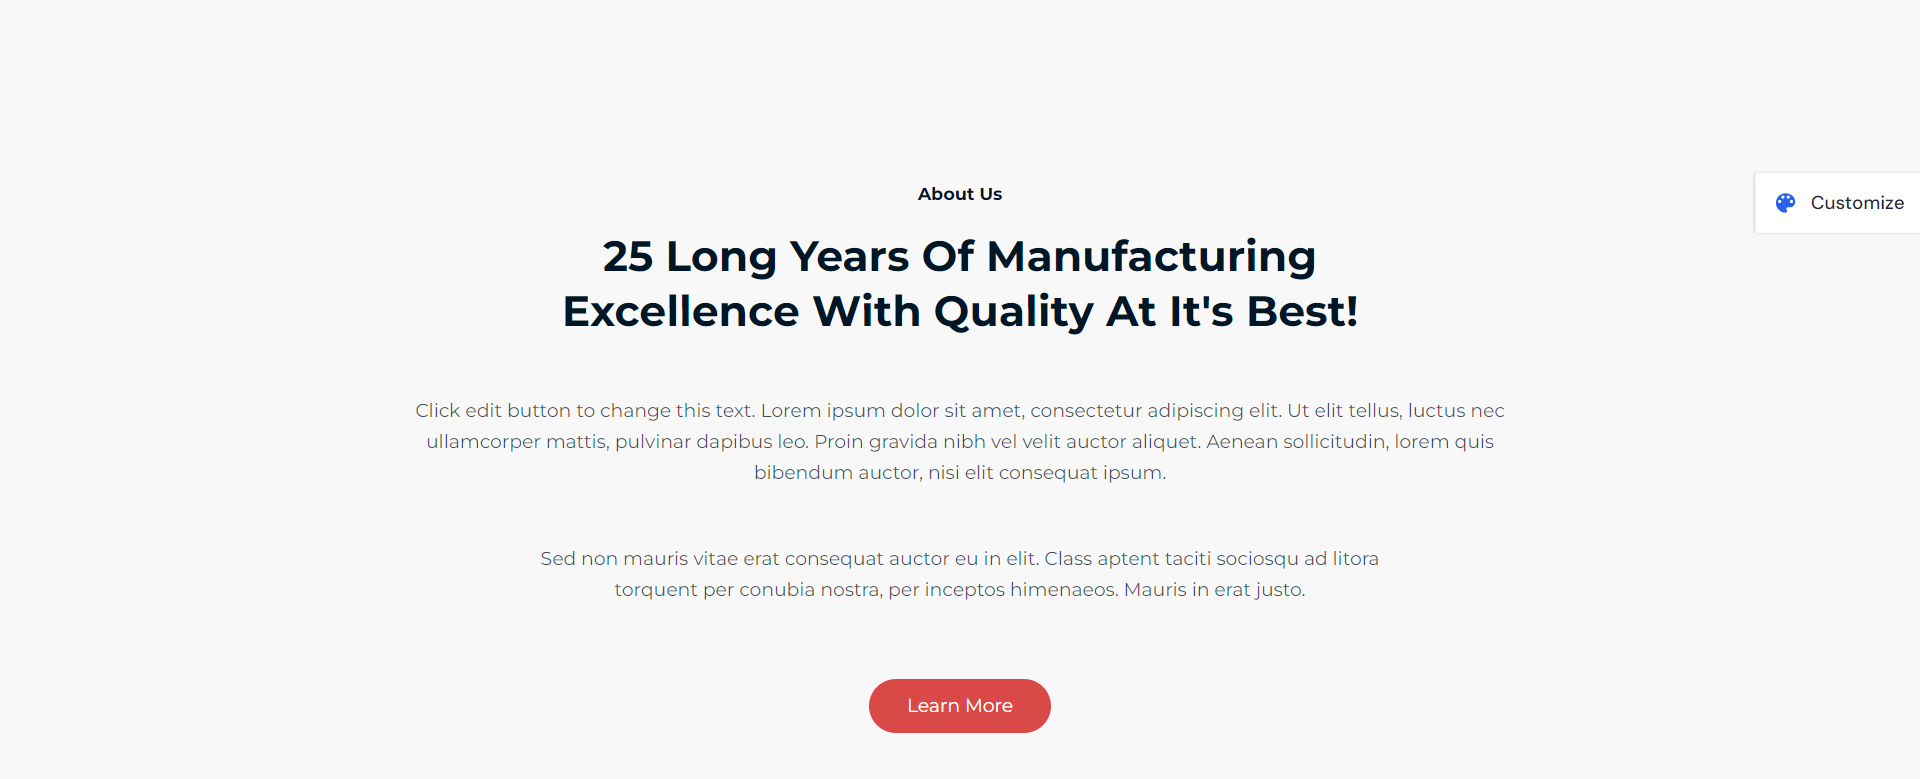 About Us
Customize
25 Long Years Of Manufacturing
Excellence With Quality At It's Best!
Click edit button to change this text. Lorem ipsum dolor sit amet, consectetur adipiscing elit. Ut elit tellus, luctus nec
ullamcorper mattis, pulvinar dapibus leo. Proin gravida nibh vel velit auctor aliquet. Aenean sollicitudin, lorem quis
bibendum auctor, nisi elit consequat ipsum.
Sed non mauris vitae erat consequat auctor eu in elit. Class aptent taciti sociosqu ad litora
torquent per conubia nostra, per inceptos himenaeos. Mauris in erat justo.
Learn More